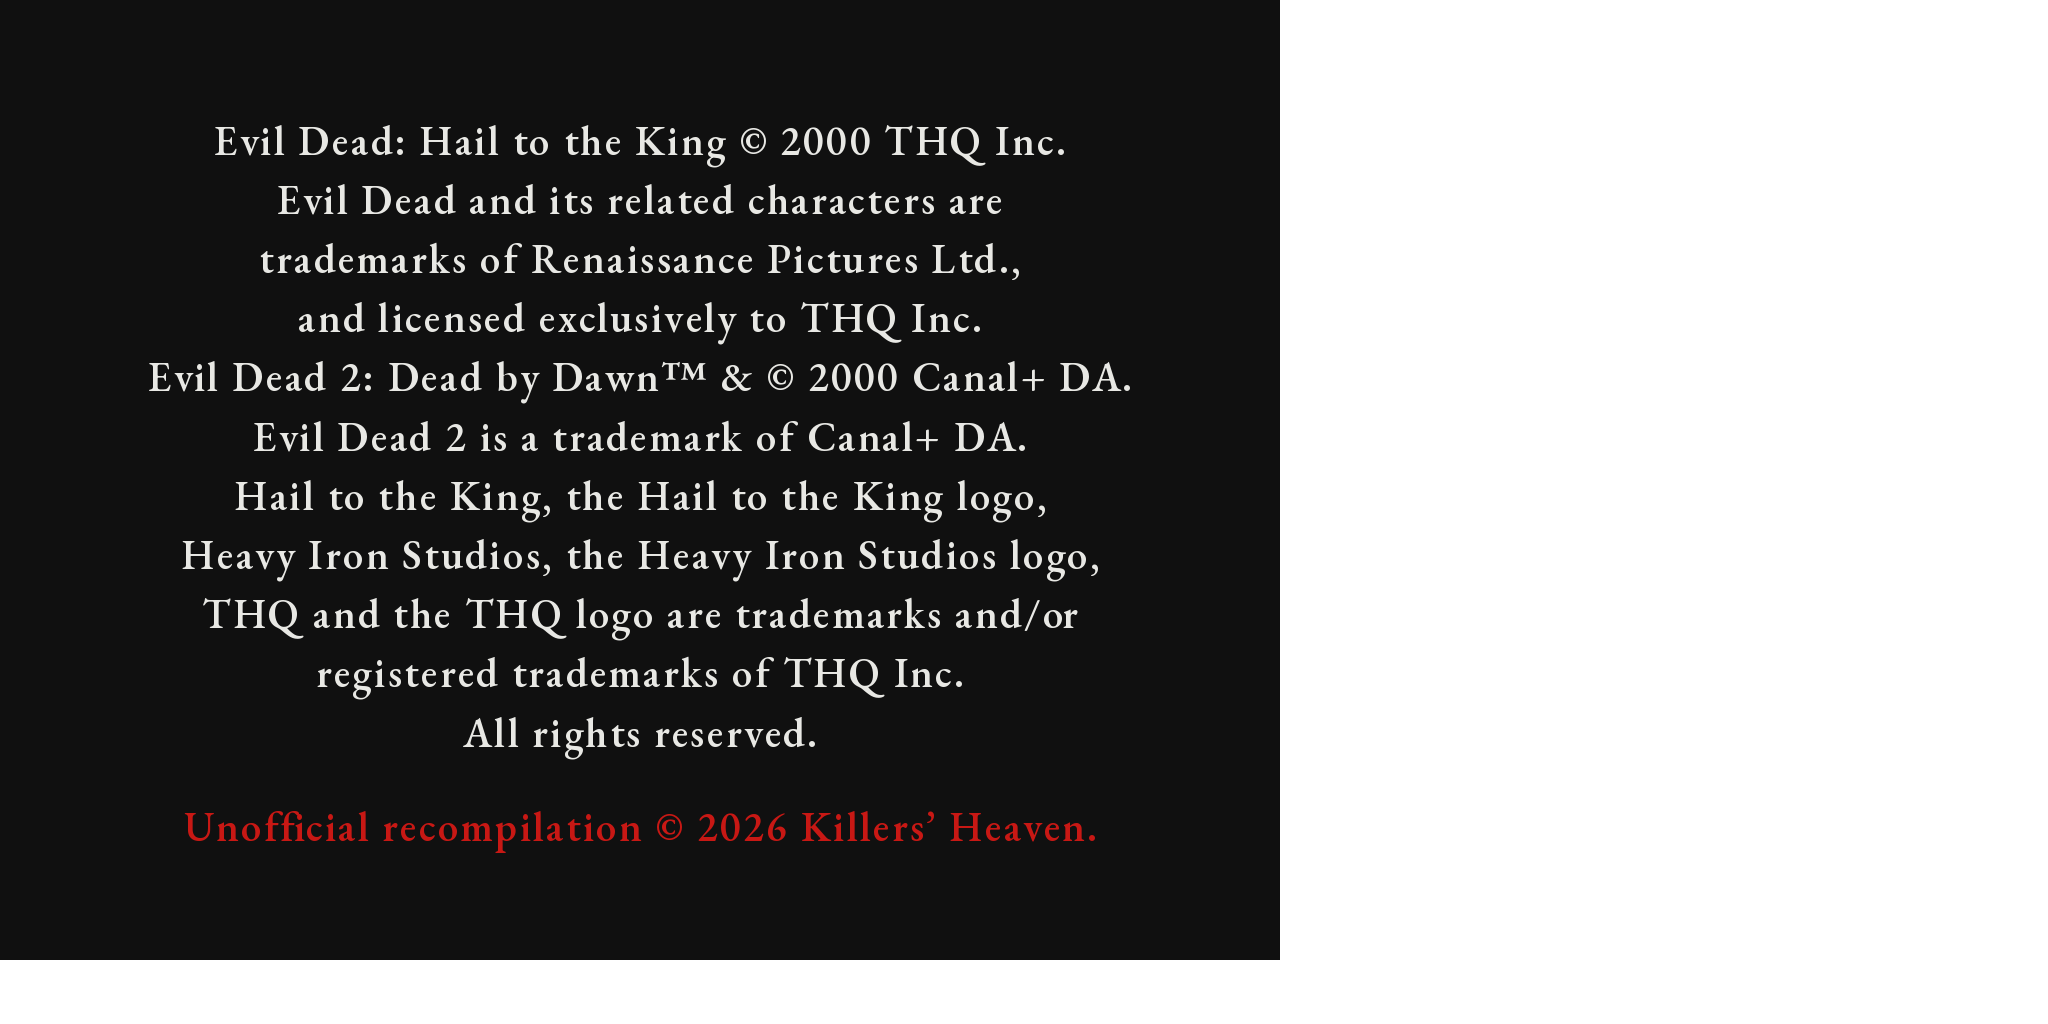 Evil Dead: Hail to the King © 2000 THQ Inc.
Evil Dead and its related characters are
trademarks of Renaissance Pictures Ltd.,
and licensed exclusively to THQ Inc.
Evil Dead 2: Dead by Dawn™ & © 2000 Canal+ DA.
Evil Dead 2 is a trademark of Canal+ DA.
Hail to the King, the Hail to the King logo,
Heavy Iron Studios, the Heavy Iron Studios logo,
THQ and the THQ logo are trademarks and/or
registered trademarks of THQ Inc.
All rights reserved.
Unofficial recompilation © 2026 Killers’ Heaven.